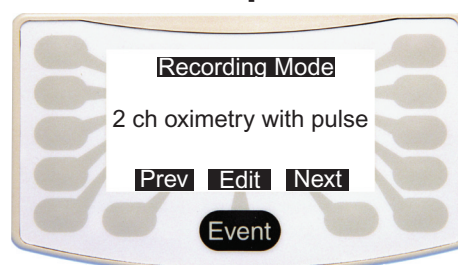 Recording Mode
2 ch oximetry with pulse
Prev Edit Next
Event